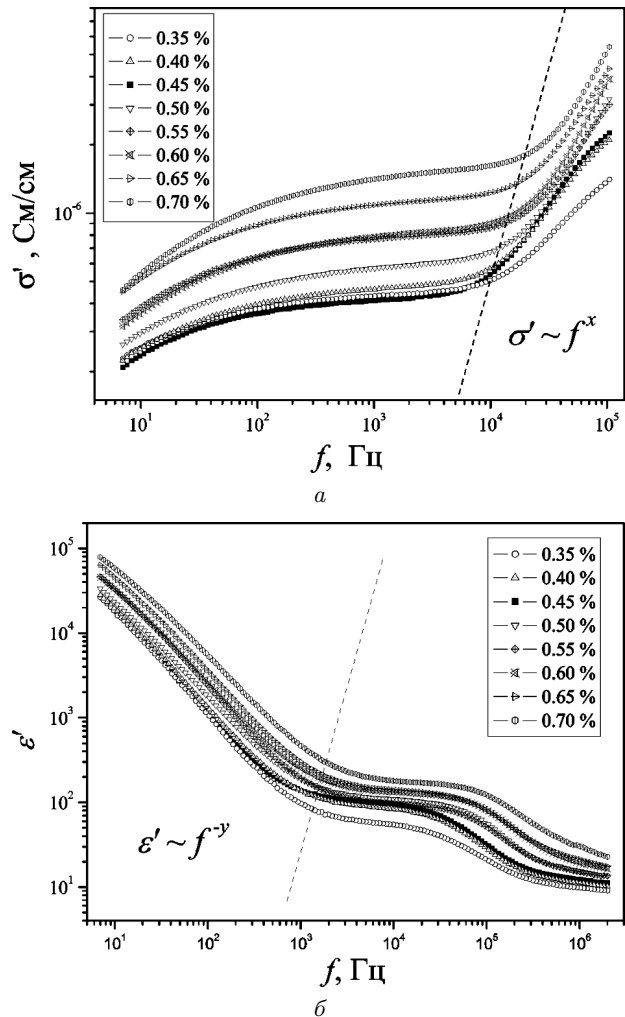 0.35 %
0.40 %
0.45 %
0.50 %
0.55 %
0.60 %
0.65 %
0.70 %
10⁻⁶
σ' , См/см
σ' ~ fˣ
10¹ 10² 10³ 10⁴ 10⁵
f, Гц
а
10⁵
10⁴
10³
10²
10¹
ε'
0.35 %
0.40 %
0.45 %
0.50 %
0.55 %
0.60 %
0.65 %
0.70 %
ε' ~ f⁻ʸ
10¹ 10² 10³ 10⁴ 10⁵ 10⁶
f, Гц
б